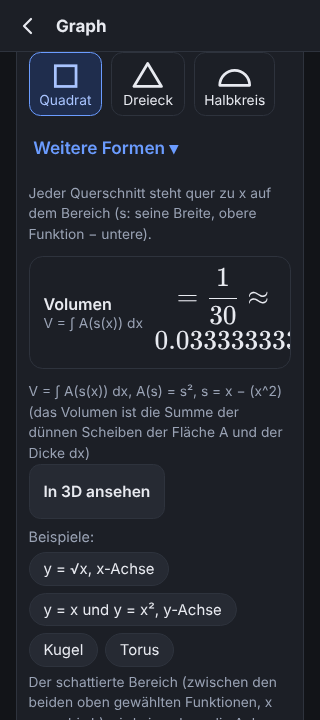 Graph
Quadrat
Dreieck
Halbkreis
Weitere Formen ▾
Jeder Querschnitt steht quer zu x auf
dem Bereich (s: seine Breite, obere
Funktion − untere).
Volumen
V = ∫ A(s(x)) dx
= 1/30 ≈
0.033333333
V = ∫ A(s(x)) dx, A(s) = s², s = x − (x^2)
(das Volumen ist die Summe der
dünnen Scheiben der Fläche A und der
Dicke dx)
In 3D ansehen
Beispiele:
y = √x, x-Achse
y = x und y = x², y-Achse
Kugel
Torus
Der schattierte Bereich (zwischen den
beiden oben gewählten Funktionen, x